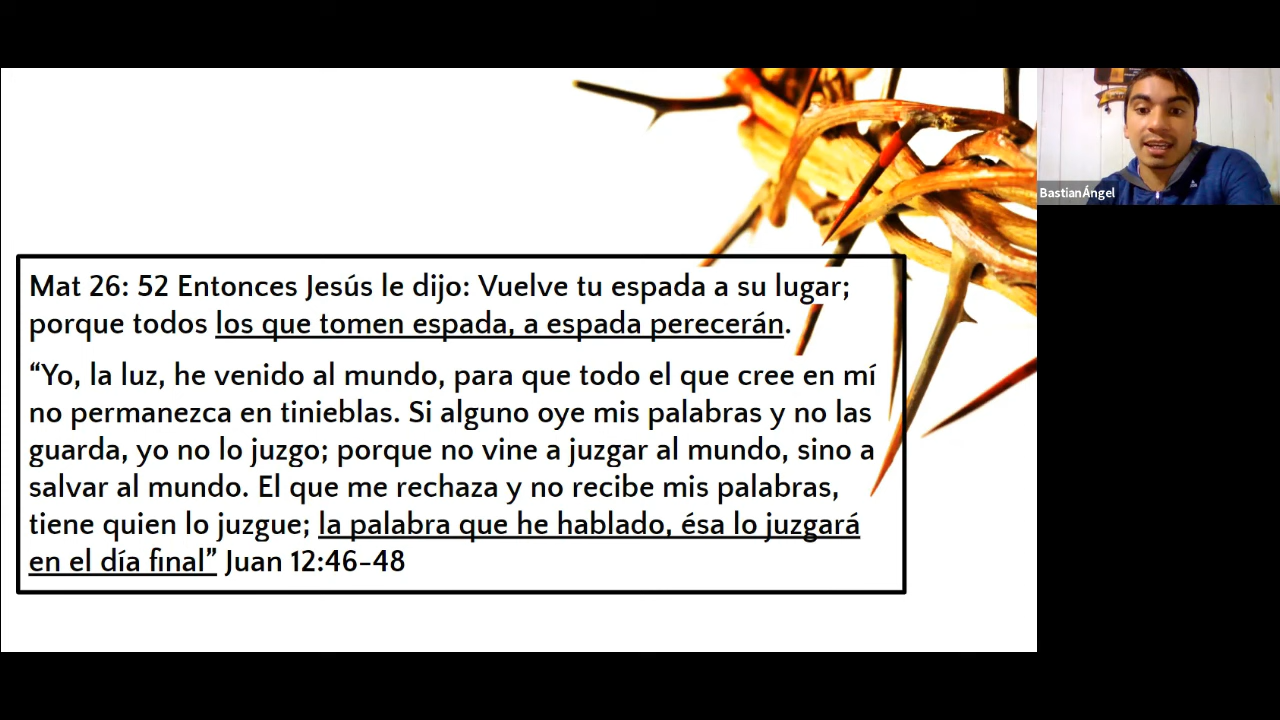 Mat 26: 52 Entonces Jesús le dijo: Vuelve tu espada a su lugar;
porque todos los que tomen espada, a espada perecerán.
“Yo, la luz, he venido al mundo, para que todo el que cree en mí
no permanezca en tinieblas. Si alguno oye mis palabras y no las
guarda, yo no lo juzgo; porque no vine a juzgar al mundo, sino a
salvar al mundo. El que me rechaza y no recibe mis palabras,
tiene quien lo juzgue; la palabra que he hablado, ésa lo juzgará
en el día final” Juan 12:46-48
BastianÁngel